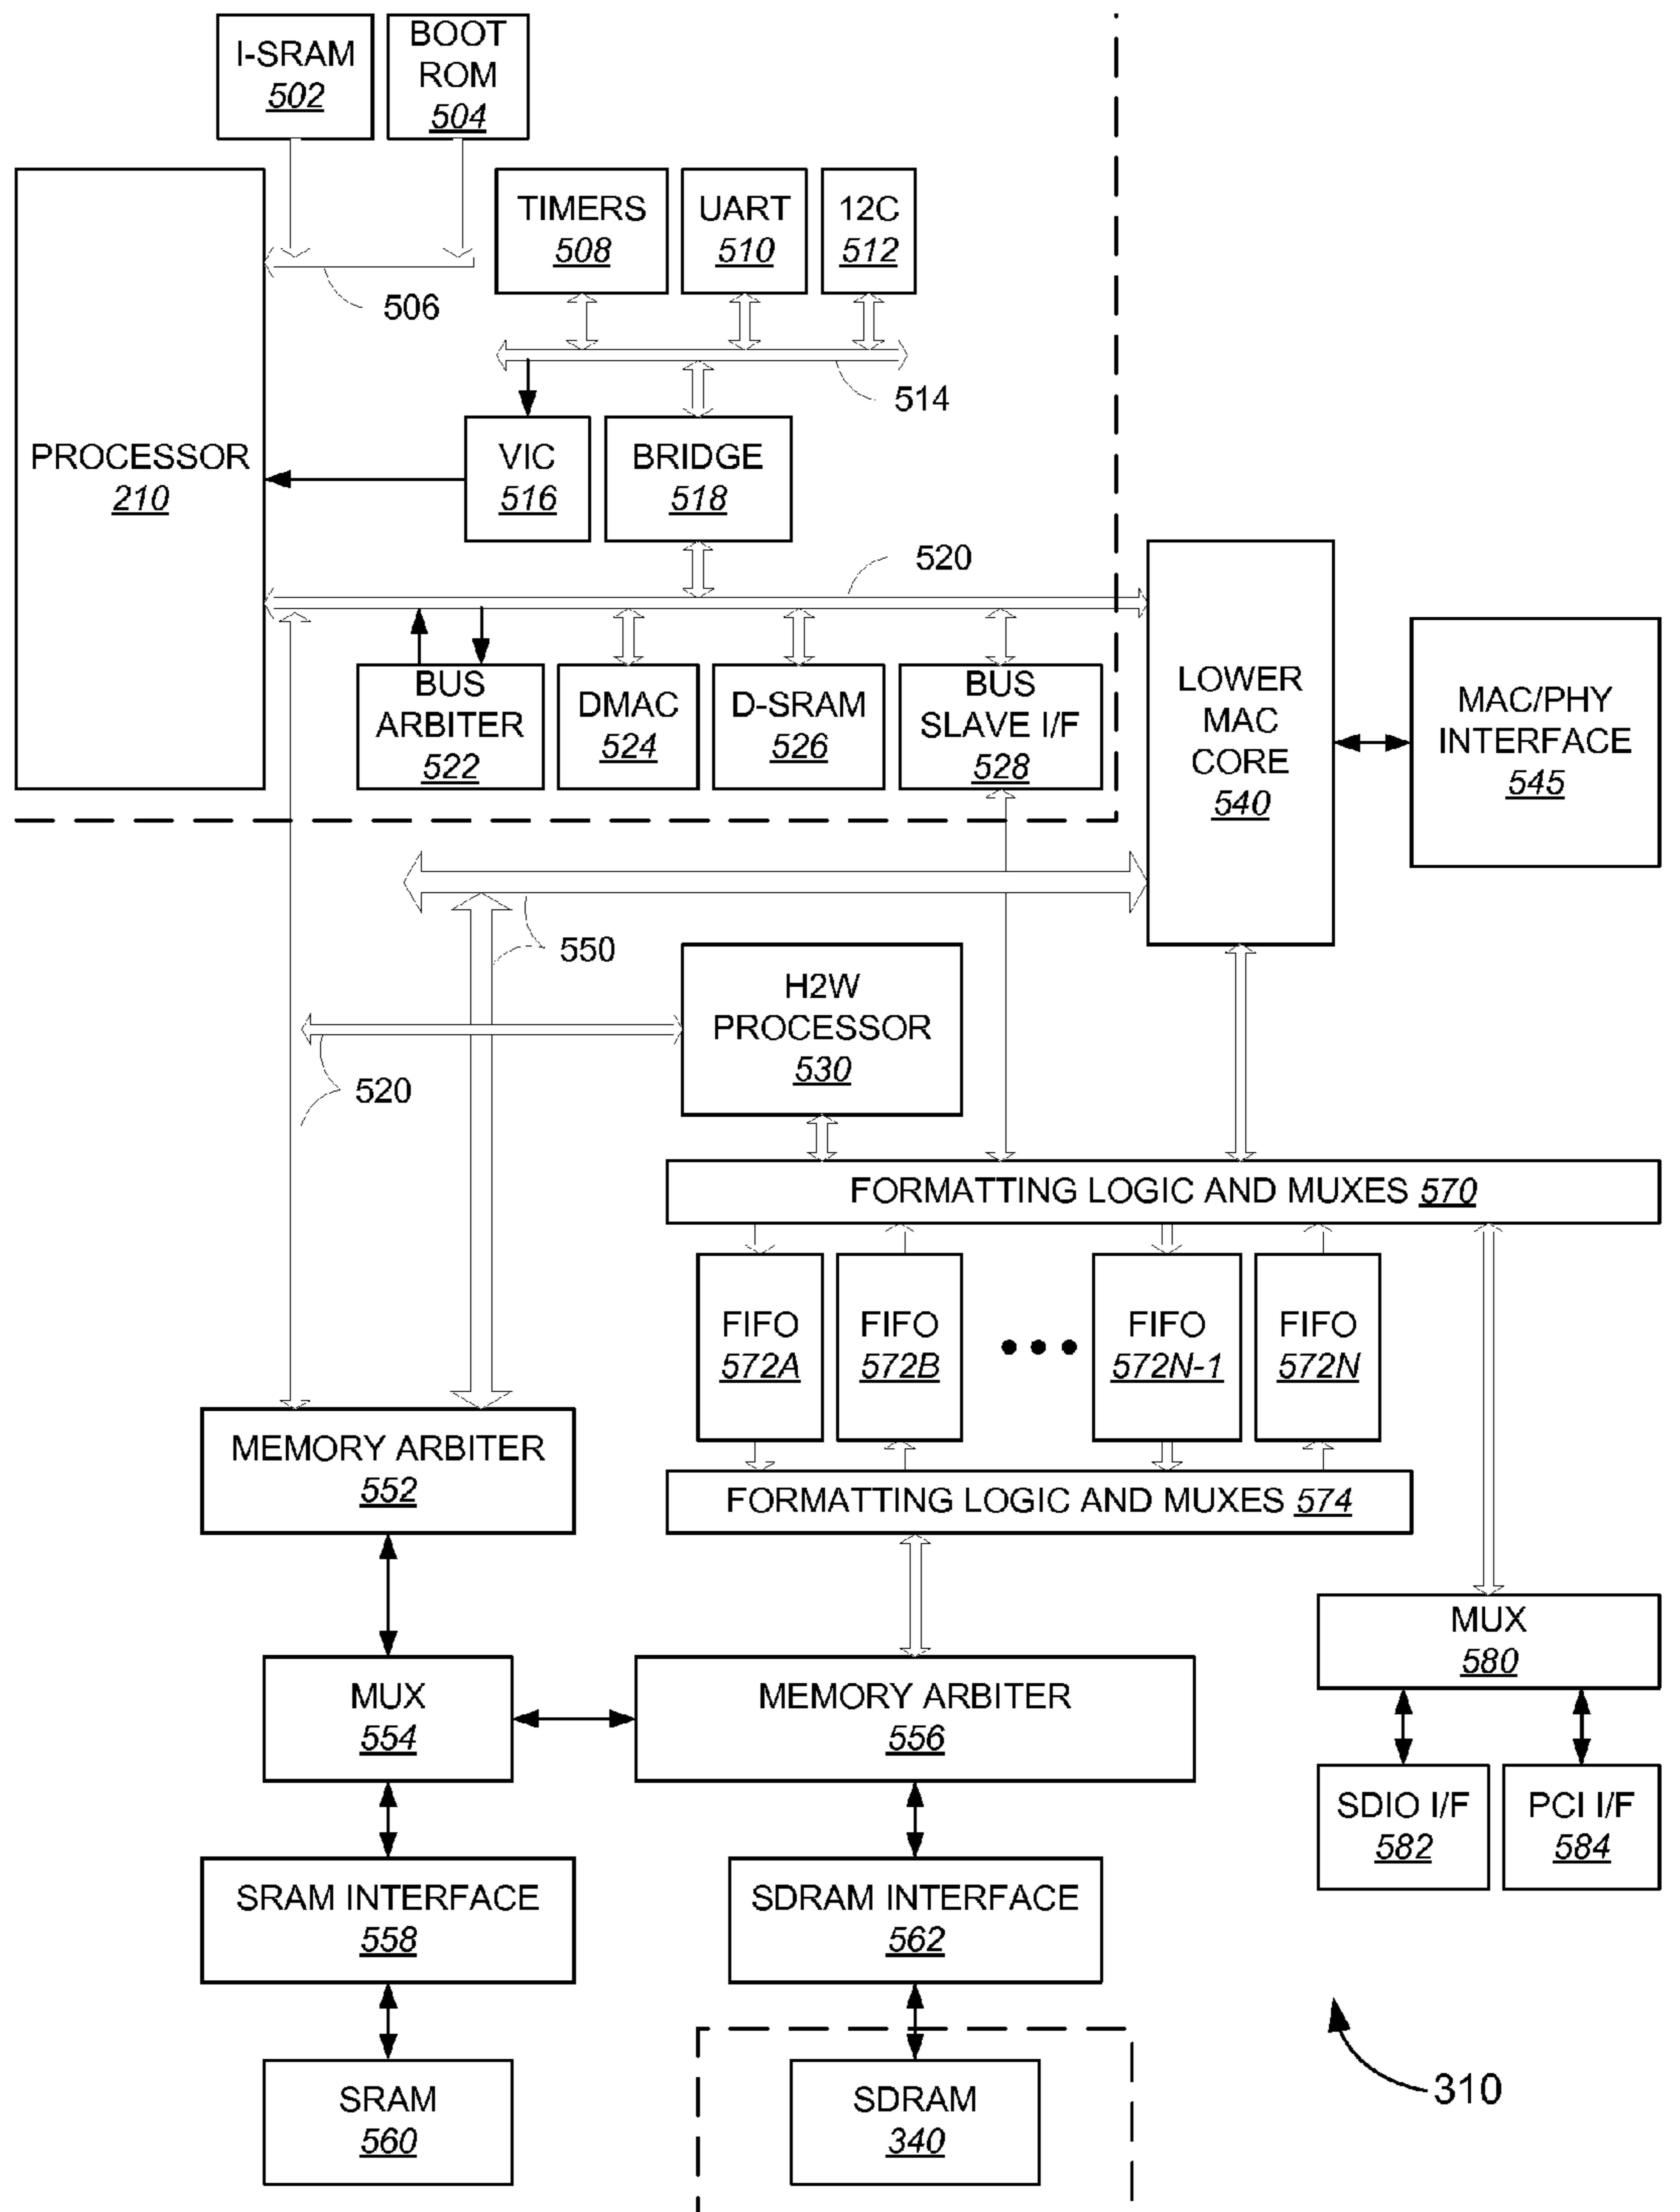 I-SRAM
502
BOOT
ROM
504
TIMERS
508
UART
510
12C
512
506
514
PROCESSOR
210
VIC
516
BRIDGE
518
520
BUS
ARBITER
522
DMAC
524
D-SRAM
526
BUS
SLAVE I/F
528
LOWER
MAC
CORE
540
MAC/PHY
INTERFACE
545
550
H2W
PROCESSOR
530
520
FORMATTING LOGIC AND MUXES 570
FIFO
572A
FIFO
572B
FIFO
572N-1
FIFO
572N
MEMORY ARBITER
552
FORMATTING LOGIC AND MUXES 574
MUX
580
MUX
554
MEMORY ARBITER
556
SDIO I/F
582
PCI I/F
584
SRAM INTERFACE
558
SDRAM INTERFACE
562
SRAM
560
SDRAM
340
310